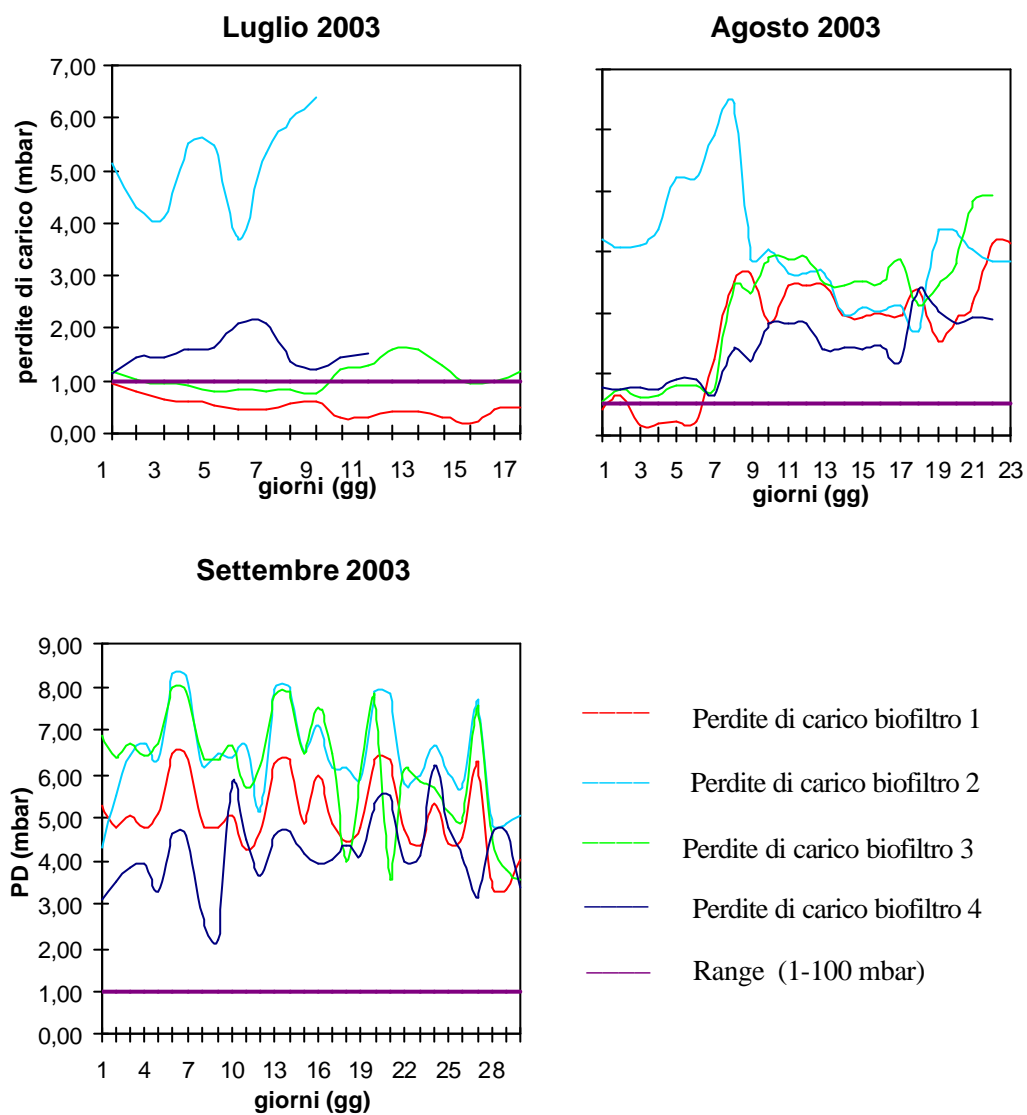 Luglio 2003
7,00
6,00
5,00
4,00
3,00
2,00
1,00
0,00
perdite di carico (mbar)
1 3 5 7 9 11 13 15 17
giorni (gg)
Agosto 2003
1 3 5 7 9 11 13 15 17 19 21 23
giorni (gg)
Settembre 2003
9,00
8,00
7,00
6,00
5,00
4,00
3,00
2,00
1,00
0,00
PD (mbar)
1 4 7 10 13 16 19 22 25 28
giorni (gg)
Perdite di carico biofiltro 1
Perdite di carico biofiltro 2
Perdite di carico biofiltro 3
Perdite di carico biofiltro 4
Range (1-100 mbar)